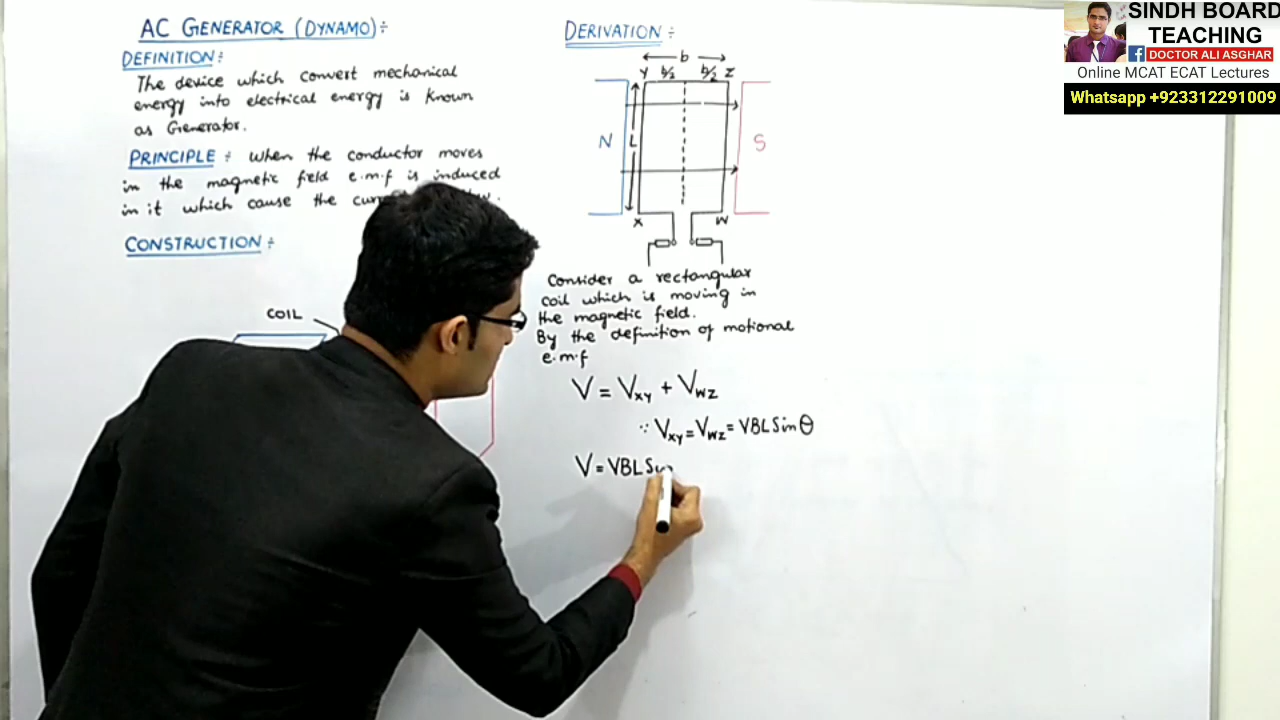 AC GENERATOR (DYNAMO):-
DEFINITION:-
The device which convert mechanical
energy into electrical energy is known
as Generator.
PRINCIPLE:- when the conductor moves
in the magnetic field e.m.f is induced
in it which cause the
CONSTRUCTION:-
COIL
DERIVATION:-
b
Y b/2 b/2 Z
N L S
X W
Consider a rectangular
coil which is moving in
the magnetic field.
By the definition of motional
e.m.f
V = Vxy + Vwz
∵ Vxy = Vwz = VBLSinθ
V = VBLS
SINDH BOARD
TEACHING
f DOCTOR ALI ASGHAR
Online MCAT ECAT Lectures
Whatsapp +923312291009